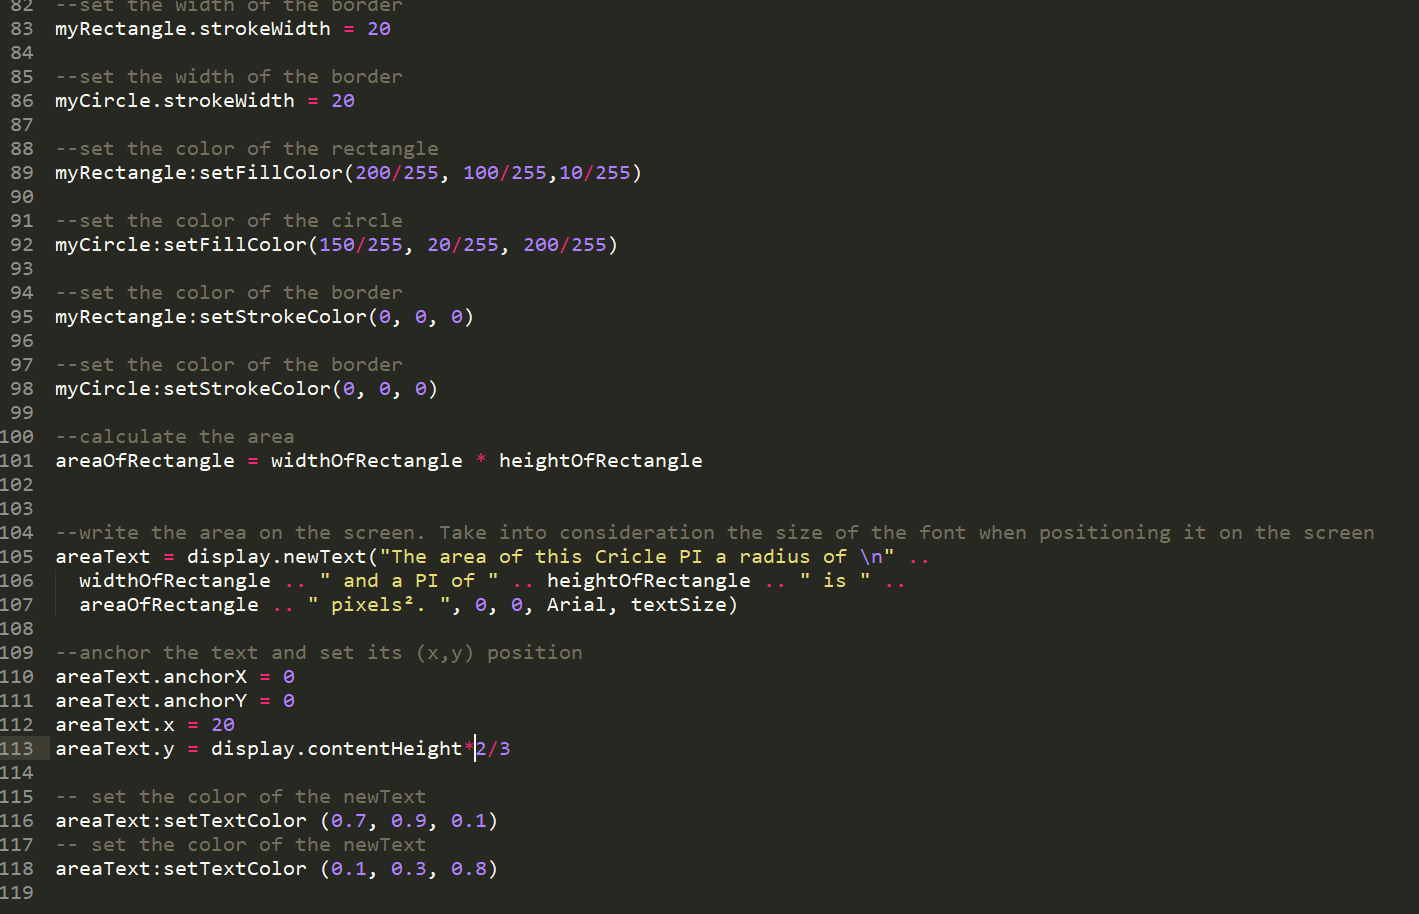 82 --set the width of the border
83 myRectangle.strokeWidth = 20
84
85 --set the width of the border
86 myCircle.strokeWidth = 20
87
88 --set the color of the rectangle
89 myRectangle:setFillColor(200/255, 100/255,10/255)
90
91 --set the color of the circle
92 myCircle:setFillColor(150/255, 20/255, 200/255)
93
94 --set the color of the border
95 myRectangle:setStrokeColor(0, 0, 0)
96
97 --set the color of the border
98 myCircle:setStrokeColor(0, 0, 0)
99
100 --calculate the area
101 areaOfRectangle = widthOfRectangle * heightOfRectangle
102
103
104 --write the area on the screen. Take into consideration the size of the font when positioning it on the screen
105 areaText = display.newText("The area of this Cricle PI a radius of \n" ..
106 widthOfRectangle .. " and a PI of " .. heightOfRectangle .. " is " ..
107 areaOfRectangle .. " pixels². ", 0, 0, Arial, textSize)
108
109 --anchor the text and set its (x,y) position
110 areaText.anchorX = 0
111 areaText.anchorY = 0
112 areaText.x = 20
113 areaText.y = display.contentHeight*2/3
114
115 -- set the color of the newText
116 areaText:setTextColor (0.7, 0.9, 0.1)
117 -- set the color of the newText
118 areaText:setTextColor (0.1, 0.3, 0.8)
119